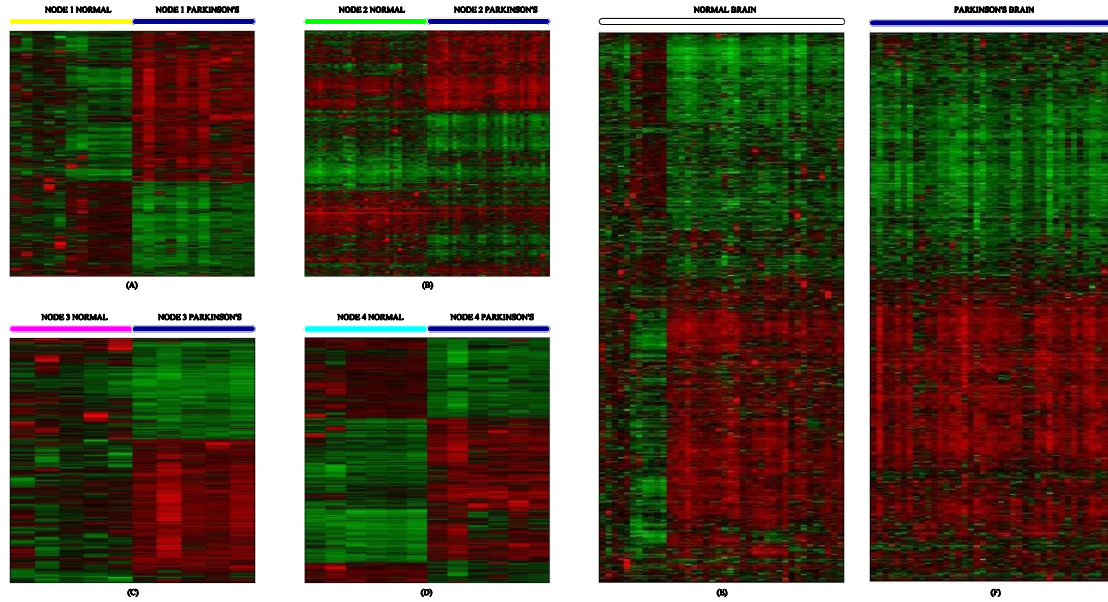 NODE 1 NORMAL NODE 1 PARKINSON'S
NODE 2 NORMAL NODE 2 PARKINSON'S
NORMAL BRAIN
PARKINSON'S BRAIN
(A)
(B)
NODE 3 NORMAL NODE 3 PARKINSON'S
NODE 4 NORMAL NODE 4 PARKINSON'S
(C)
(D)
(E)
(F)